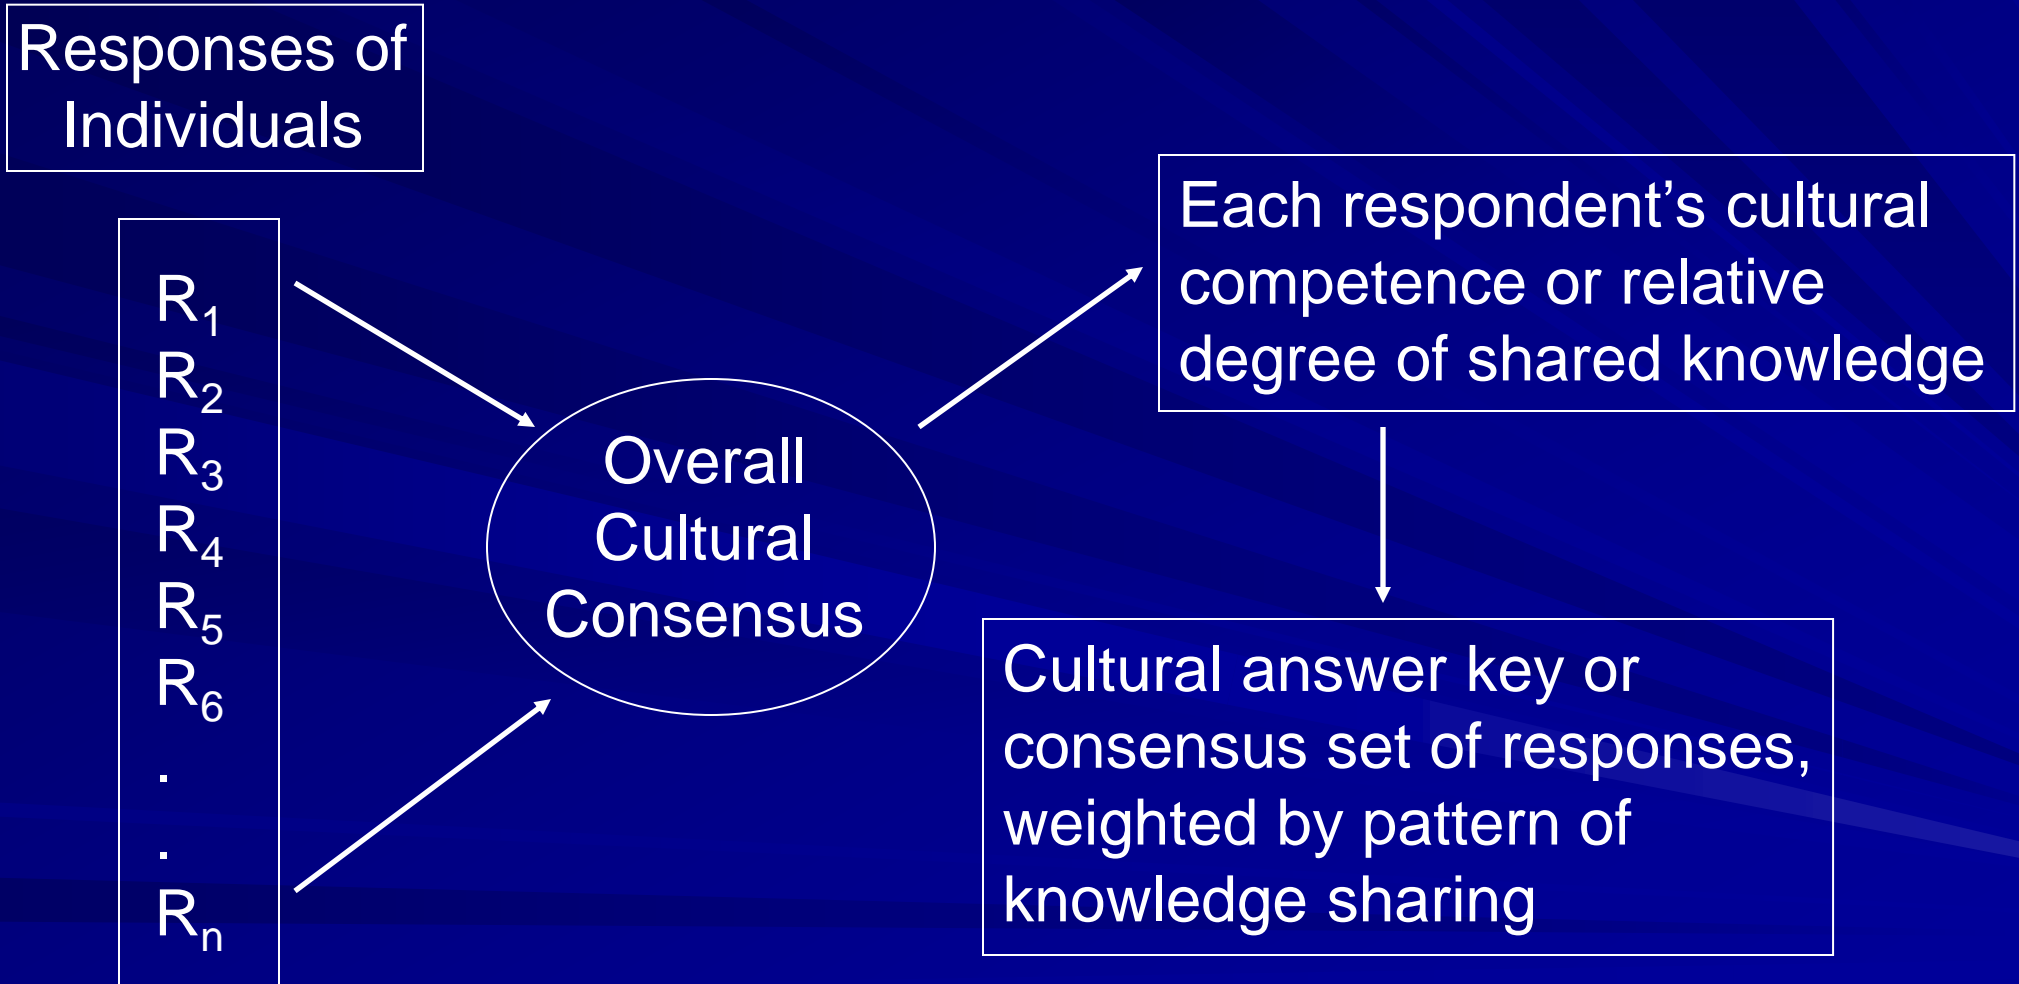 Responses of
Individuals
R₁
R₂
R₃
R₄
R₅
R₆
.
.
Rₙ
Overall
Cultural
Consensus
Each respondent’s cultural
competence or relative
degree of shared knowledge
Cultural answer key or
consensus set of responses,
weighted by pattern of
knowledge sharing